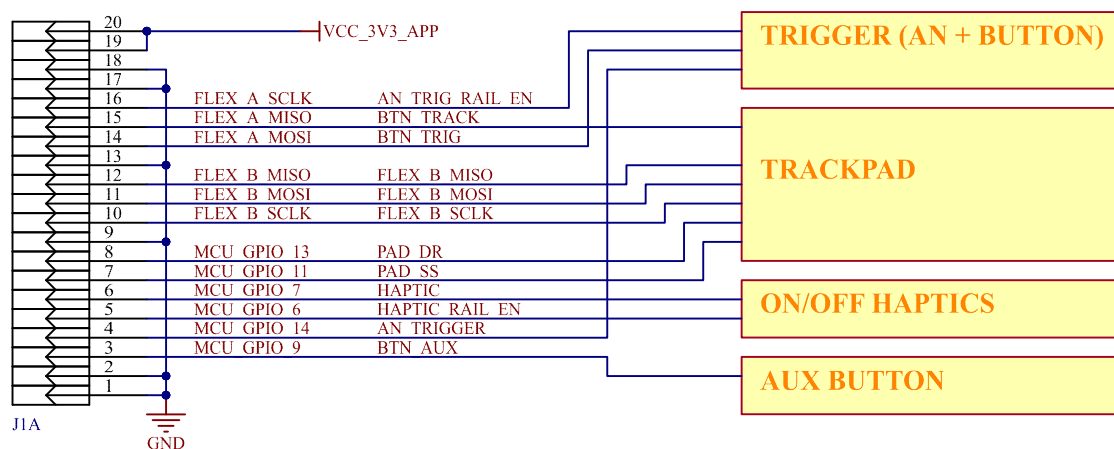 20 VCC_3V3_APP TRIGGER (AN + BUTTON)
19
18
17
16 FLEX_A_SCLK AN_TRIG_RAIL_EN
15 FLEX_A_MISO BTN_TRACK
14 FLEX_A_MOSI BTN_TRIG
13 TRACKPAD
12 FLEX_B_MISO FLEX_B_MISO
11 FLEX_B_MOSI FLEX_B_MOSI
10 FLEX_B_SCLK FLEX_B_SCLK
9
8 MCU_GPIO_13 PAD_DR
7 MCU_GPIO_11 PAD_SS
6 MCU_GPIO_7 HAPTIC ON/OFF HAPTICS
5 MCU_GPIO_6 HAPTIC_RAIL_EN
4 MCU_GPIO_14 AN_TRIGGER
3 MCU_GPIO_9 BTN_AUX
2 AUX BUTTON
1
J1A
GND